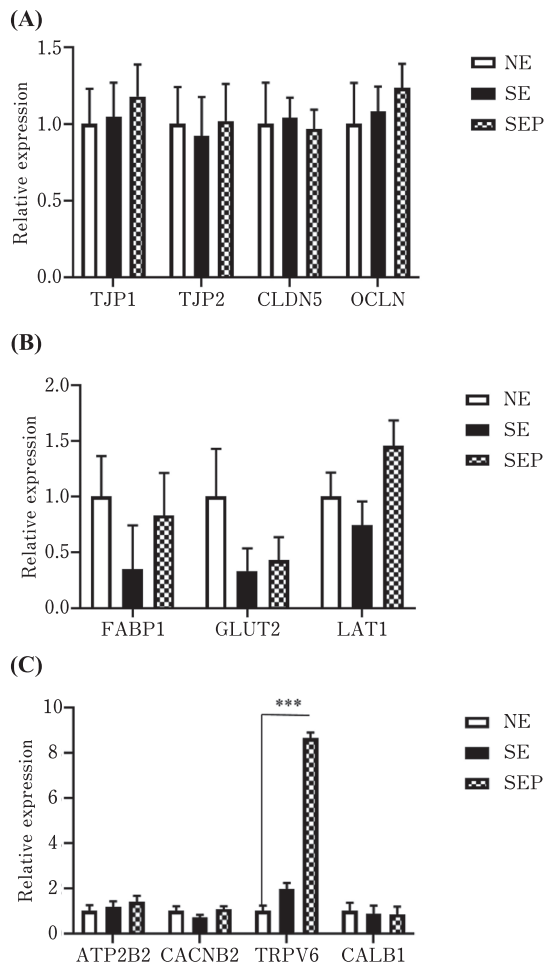 (A)
1.5
1.0
0.5
0.0
Relative expression
TJP1 TJP2 CLDN5 OCLN
NE
SE
SEP
(B)
2.0
1.5
1.0
0.5
0.0
Relative expression
FABP1 GLUT2 LAT1
NE
SE
SEP
(C)
10
8
6
4
2
0
Relative expression
***
ATP2B2 CACNB2 TRPV6 CALB1
NE
SE
SEP